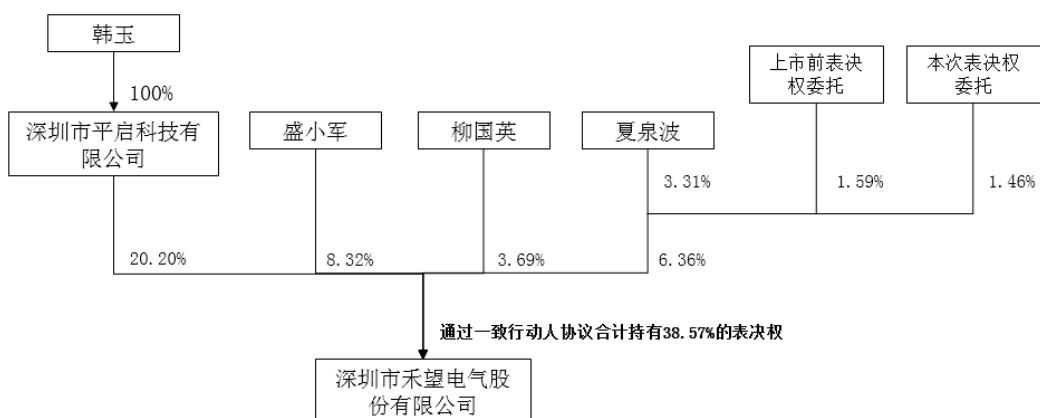 韩玉
100%
上市前表决
权委托
本次表决权
委托
深圳市平启科技有
限公司
盛小军
柳国英
夏泉波
3.31%
1.59%
1.46%
20.20%
8.32%
3.69%
6.36%
通过一致行动人协议合计持有38.57%的表决权
深圳市禾望电气股
份有限公司